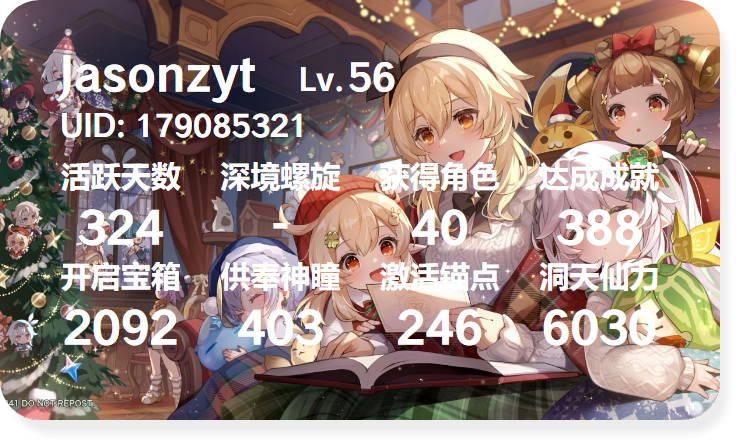 Jasonzyt Lv.56
UID: 179085321
活跃天数 深境螺旋 获得角色 达成成就
324 - 40 388
开启宝箱 供奉神瞳 激活锚点 洞天仙力
2092 403 246 6030
341 DO NOT REPOST.